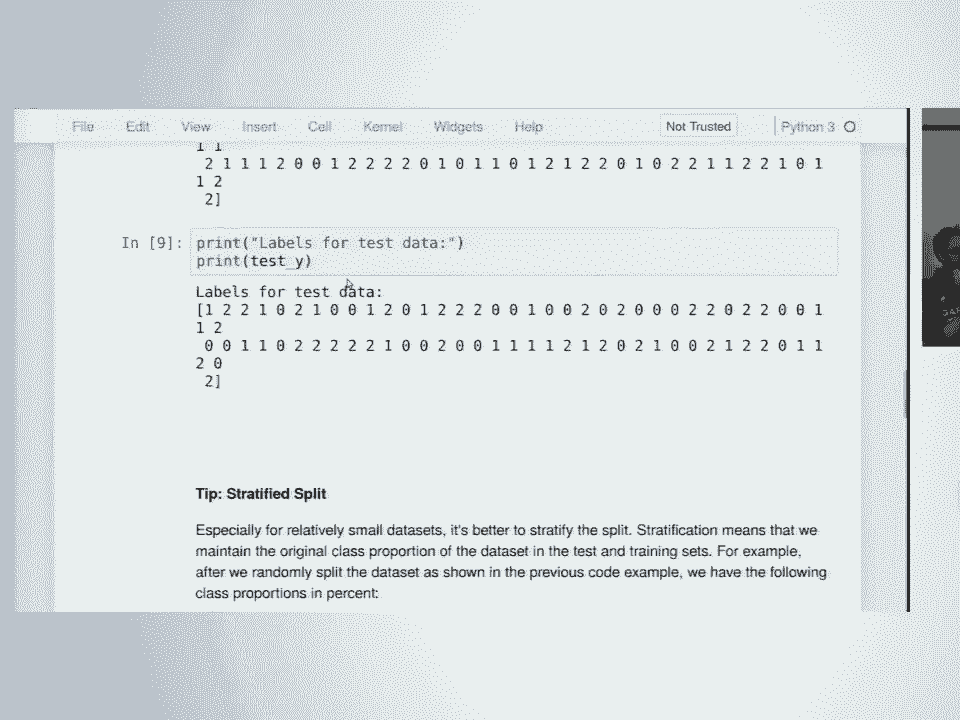 File Edit View Insert Cell Kernel Widgets Help Not Trusted Python 3
1 1
2 1 1 1 2 0 0 1 2 2 2 2 0 1 0 1 1 0 1 2 1 2 2 0 1 0 2 2 1 1 2 2 1 0 1
1 2
2]
In [9]: print("Labels for test data:")
print(test_y)
Labels for test data:
[1 2 2 1 0 2 1 0 0 1 2 0 1 2 2 2 0 0 1 0 0 2 0 2 0 0 0 2 2 0 2 2 0 0 1
1 2
0 0 1 1 0 2 2 2 2 2 1 0 0 2 0 0 1 1 1 1 2 1 2 0 2 1 0 0 2 1 2 2 0 1 1
2 0
2]
Tip: Stratified Split
Especially for relatively small datasets, it's better to stratify the split. Stratification means that we
maintain the original class proportion of the dataset in the test and training sets. For example,
after we randomly split the dataset as shown in the previous code example, we have the following
class proportions in percent: